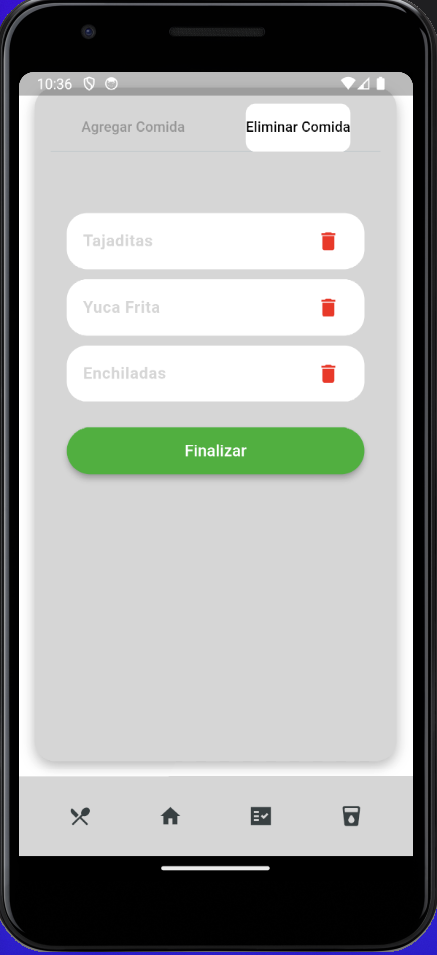 10:36
Agregar Comida
Eliminar Comida
Tajaditas
Yuca Frita
Enchiladas
Finalizar